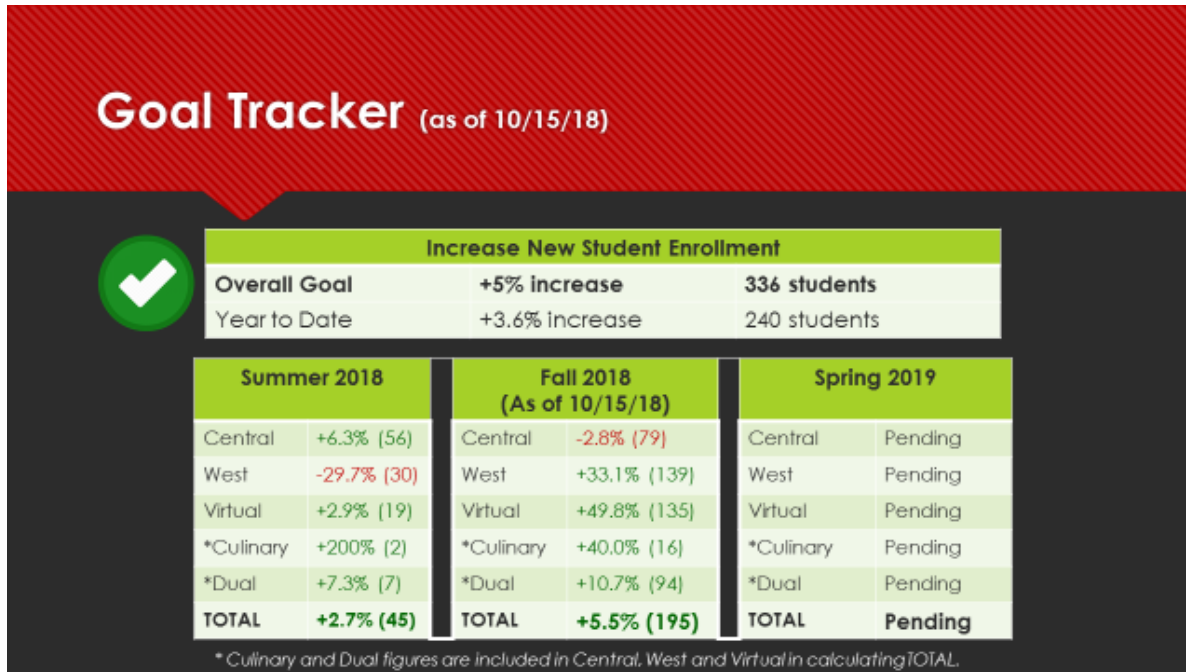 Goal Tracker (as of 10/15/18)
Increase New Student Enrollment
Overall Goal +5% increase 336 students
Year to Date +3.6% increase 240 students
Summer 2018
Central +6.3% (56)
West -29.7% (30)
Virtual +2.9% (19)
*Culinary +200% (2)
*Dual +7.3% (7)
TOTAL +2.7% (45)
Fall 2018
(As of 10/15/18)
Central -2.8% (79)
West +33.1% (139)
Virtual +49.8% (135)
*Culinary +40.0% (16)
*Dual +10.7% (94)
TOTAL +5.5% (195)
Spring 2019
Central Pending
West Pending
Virtual Pending
*Culinary Pending
*Dual Pending
TOTAL Pending
* Culinary and Dual figures are included in Central, West and Virtual in calculating TOTAL.